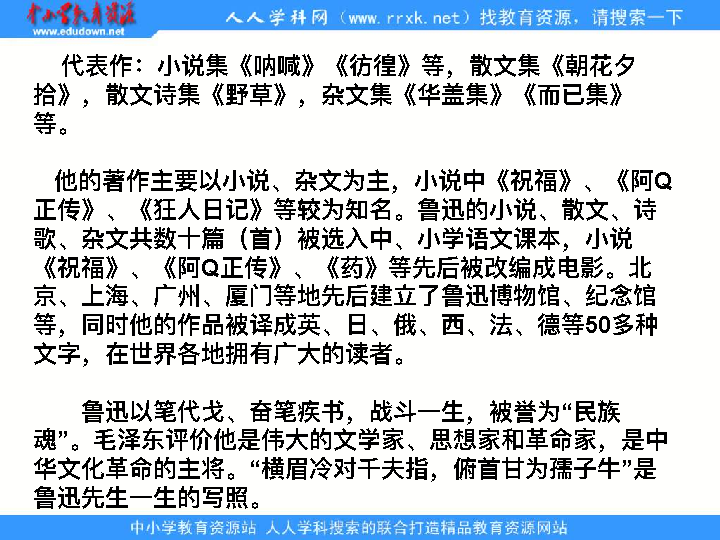 中小学教育资源
www.edudown.net
人人学科网（www.rrxk.net）找教育资源，请搜索一下
代表作：小说集《呐喊》《彷徨》等，散文集《朝花夕
拾》，散文诗集《野草》，杂文集《华盖集》《而已集》
等。
他的著作主要以小说、杂文为主，小说中《祝福》、《阿Q
正传》、《狂人日记》等较为知名。鲁迅的小说、散文、诗
歌、杂文共数十篇（首）被选入中、小学语文课本，小说
《祝福》、《阿Q正传》、《药》等先后被改编成电影。北
京、上海、广州、厦门等地先后建立了鲁迅博物馆、纪念馆
等，同时他的作品被译成英、日、俄、西、法、德等50多种
文字，在世界各地拥有广大的读者。
鲁迅以笔代戈、奋笔疾书，战斗一生，被誉为“民族
魂”。毛泽东评价他是伟大的文学家、思想家和革命家，是中
华文化革命的主将。“横眉冷对千夫指，俯首甘为孺子牛”是
鲁迅先生一生的写照。
中小学教育资源站 人人学科搜索的联合打造精品教育资源网站